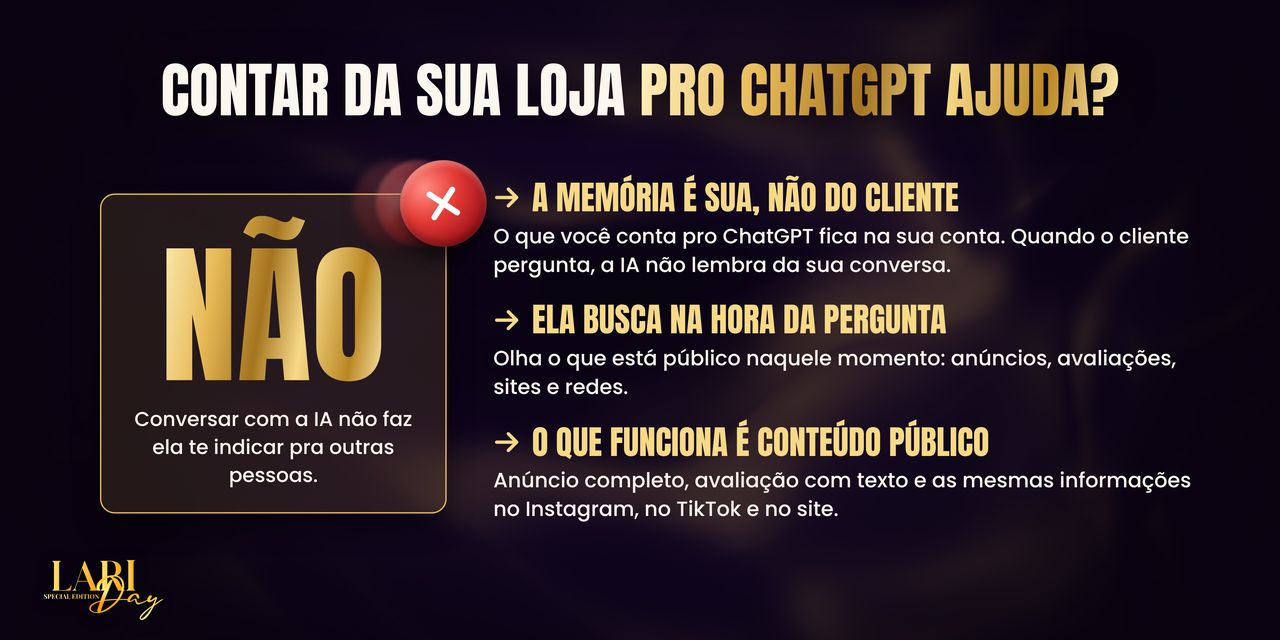 CONTAR DA SUA LOJA PRO CHATGPT AJUDA?
NÃO
Conversar com a IA não faz
ela te indicar pra outras
pessoas.
→ A MEMÓRIA É SUA, NÃO DO CLIENTE
O que você conta pro ChatGPT fica na sua conta. Quando o cliente
pergunta, a IA não lembra da sua conversa.
→ ELA BUSCA NA HORA DA PERGUNTA
Olha o que está público naquele momento: anúncios, avaliações,
sites e redes.
→ O QUE FUNCIONA É CONTEÚDO PÚBLICO
Anúncio completo, avaliação com texto e as mesmas informações
no Instagram, no TikTok e no site.
LABI
SPECIAL EDITION Day